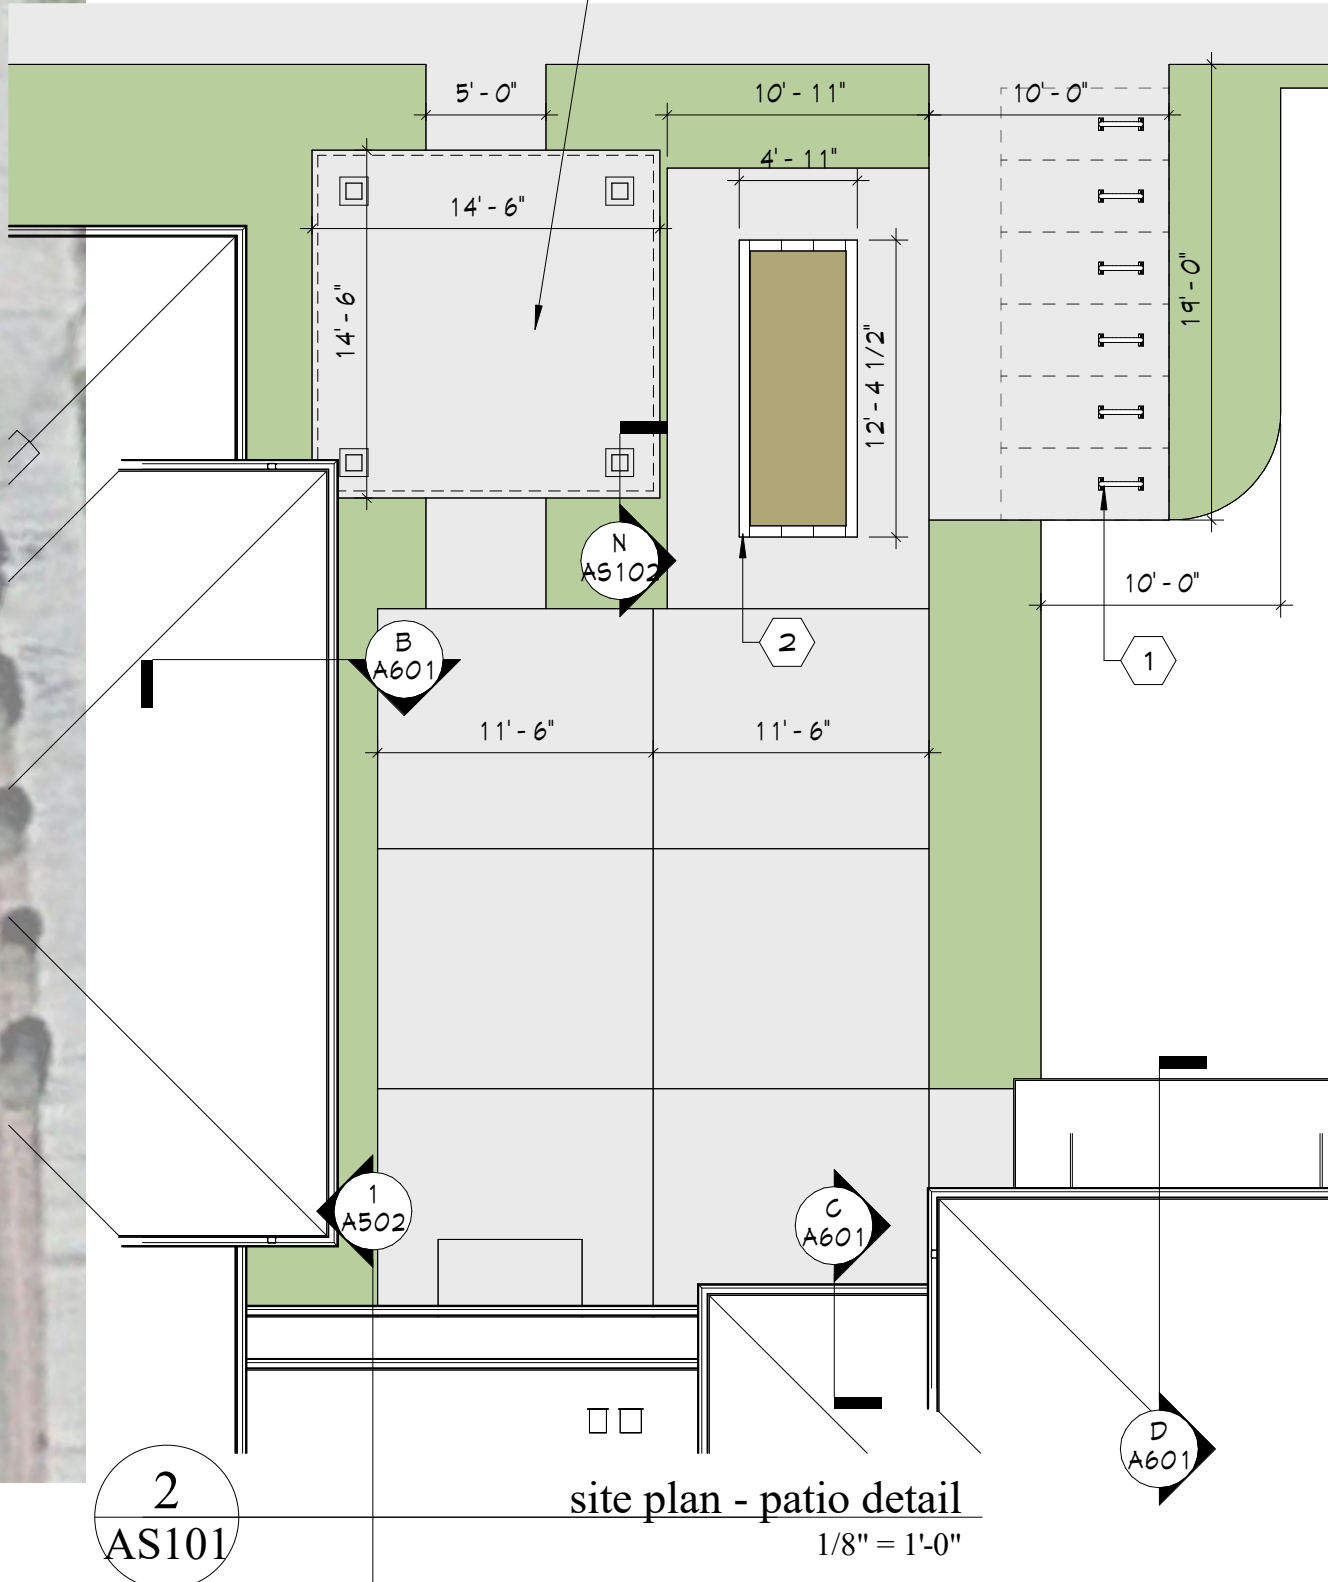 5' - 0"
10' - 11"
10' - 0"
4' - 11"
14' - 6"
14' - 6"
19' - 0"
12' - 4 1/2"
N
AS102
10' - 0"
B
A601
2
1
11' - 6"
11' - 6"
1
A502
C
A601
D
A601
2
AS101
site plan - patio detail
1/8" = 1'-0"